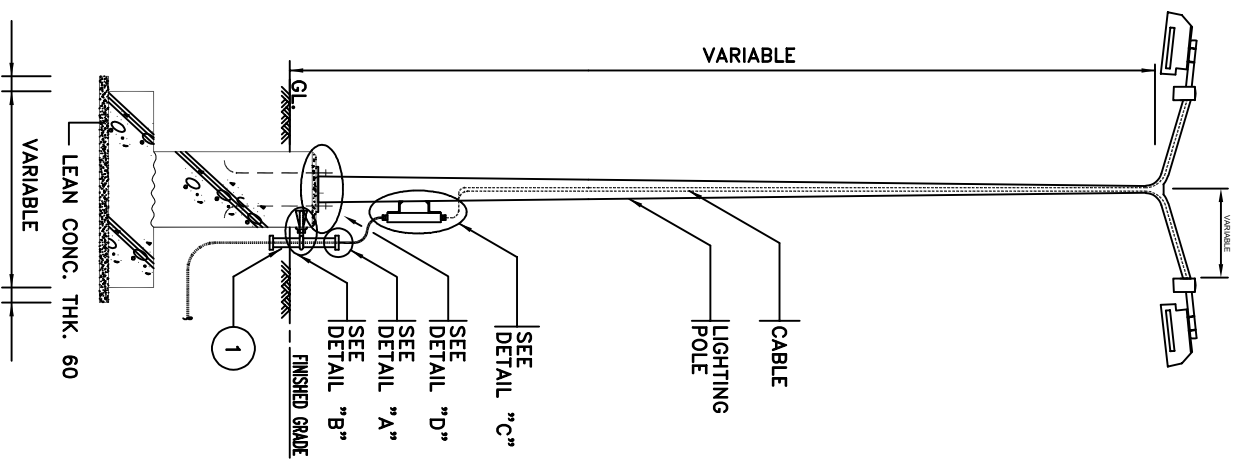 VARIABLE
VARIABLE
CABLE
LIGHTING
POLE
SEE
DETAIL "C"
SEE
DETAIL "D"
SEE
DETAIL "A"
SEE
DETAIL "B"
1
GL.
FINISHED GRADE
LEAN CONC. THK. 60
VARIABLE